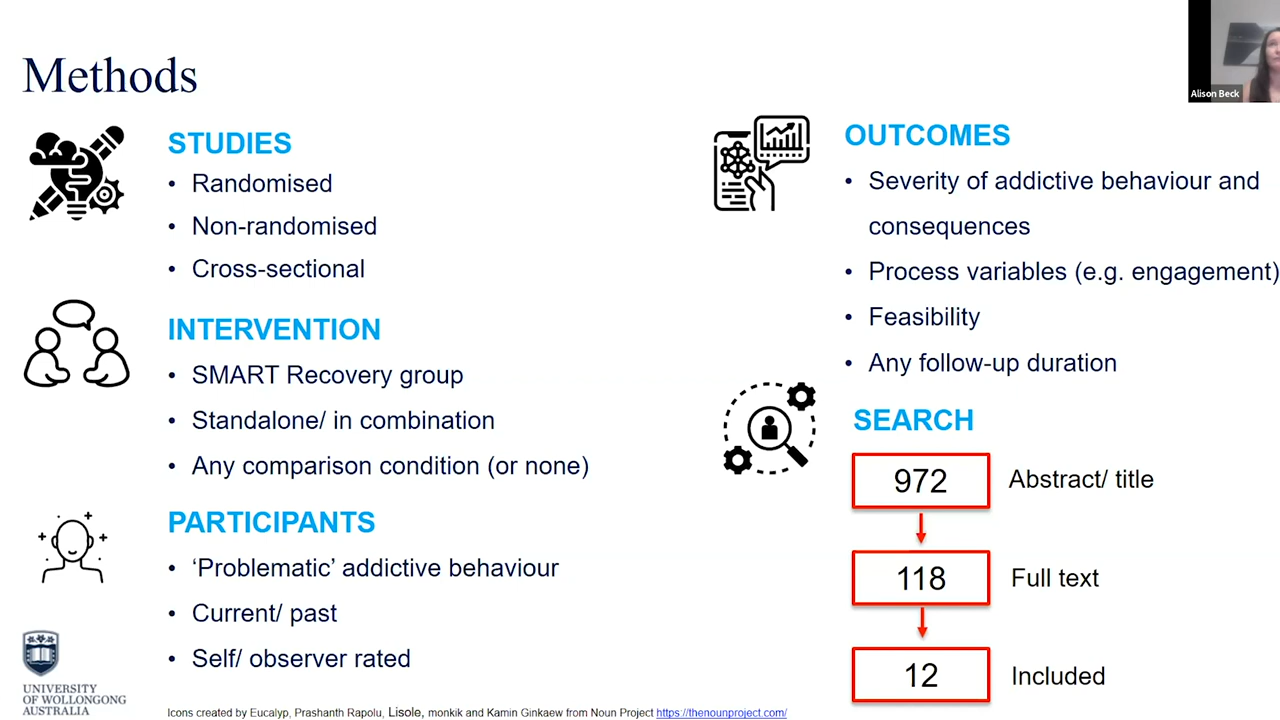 Methods
STUDIES
• Randomised
• Non-randomised
• Cross-sectional
INTERVENTION
• SMART Recovery group
• Standalone/ in combination
• Any comparison condition (or none)
PARTICIPANTS
• ‘Problematic’ addictive behaviour
• Current/ past
• Self/ observer rated
OUTCOMES
• Severity of addictive behaviour and
consequences
• Process variables (e.g. engagement)
• Feasibility
• Any follow-up duration
SEARCH
972 Abstract/ title
118 Full text
12 Included
Alison Beck
UNIVERSITY
OF WOLLONGONG
AUSTRALIA
Icons created by Eucalyp, Prashanth Rapolu, Lisole, monkik and Kamin Ginkaew from Noun Project https://thenounproject.com/